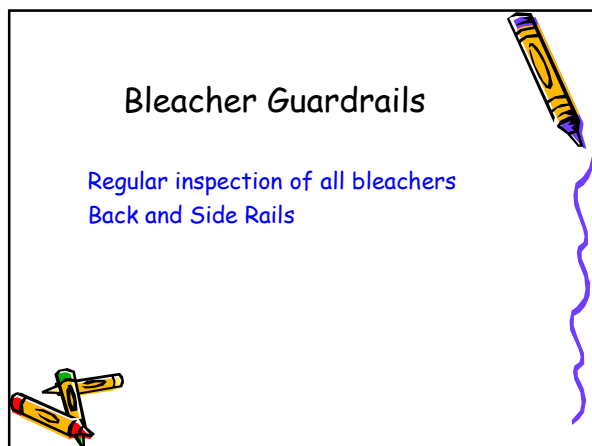 Bleacher Guardrails
Regular inspection of all bleachers
Back and Side Rails